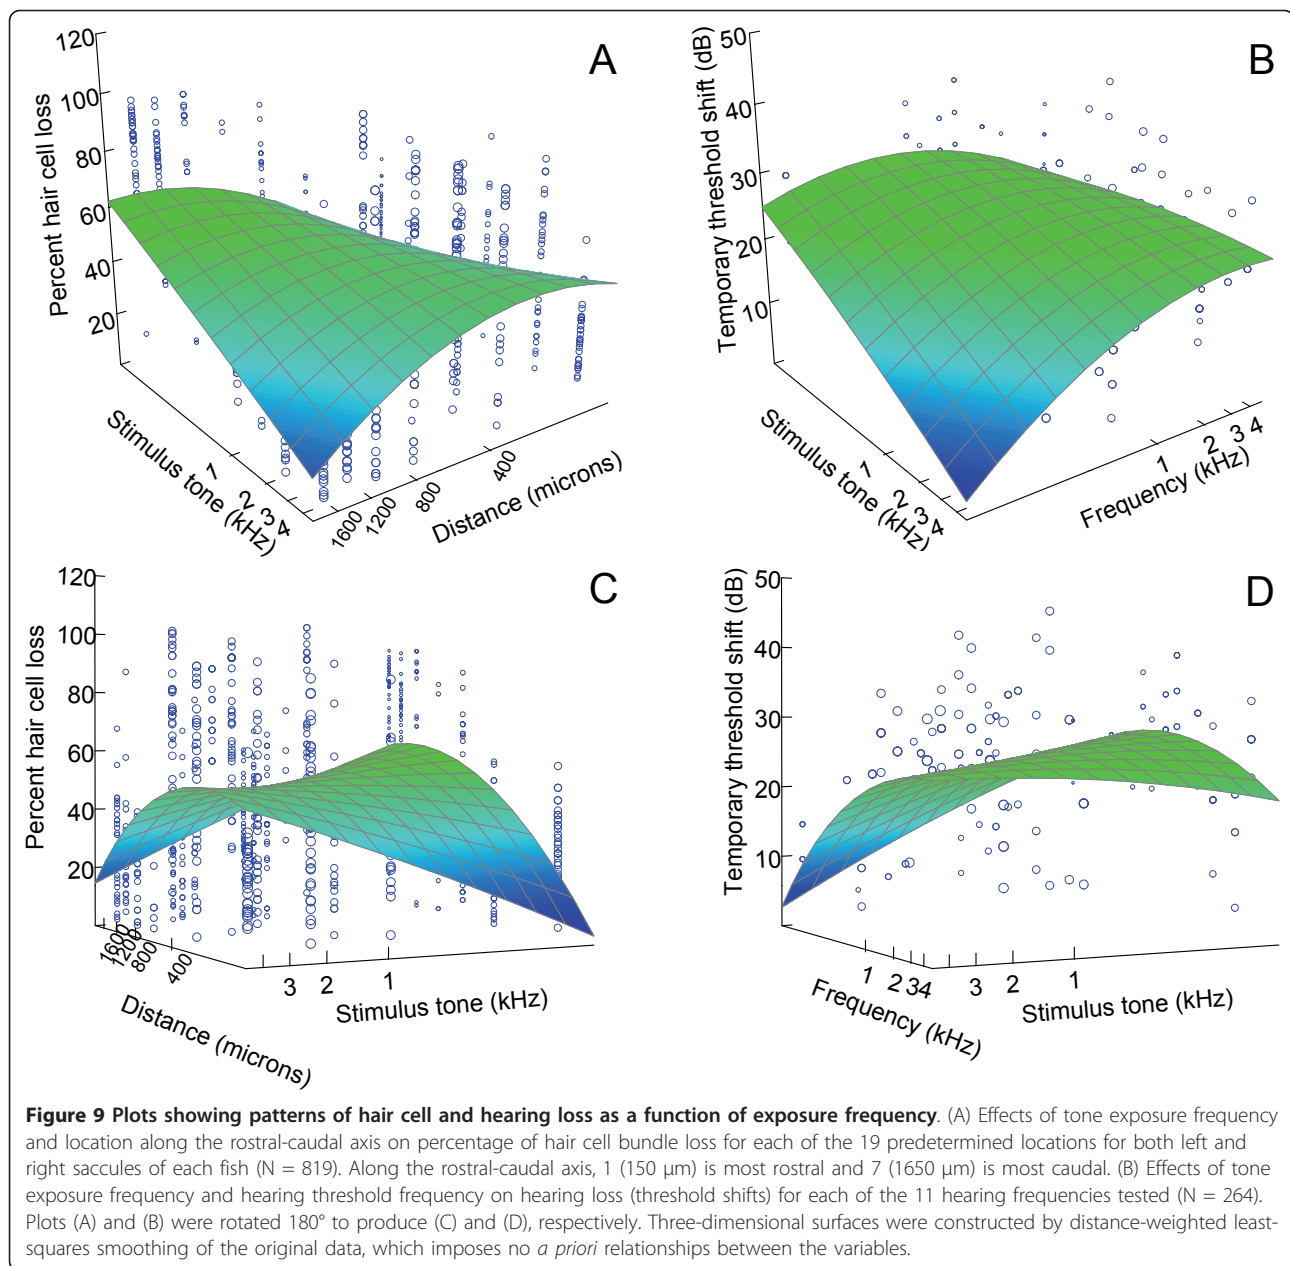 A
120
100
80
60
40
20
Percent hair cell loss
Stimulus tone (kHz)
1
2
3
4
1600
1200
800
400
Distance (microns)
B
50
40
30
20
10
Temporary threshold shift (dB)
Stimulus tone (kHz)
1
2
3
4
1
2
3
4
Frequency (kHz)
C
120
100
80
60
40
20
Percent hair cell loss
1600
1200
800
400
Distance (microns)
3
2
1
Stimulus tone (kHz)
D
50
40
30
20
10
Temporary threshold shift (dB)
1
2
3
4
Frequency (kHz)
3
2
1
Stimulus tone (kHz)
Figure 9 Plots showing patterns of hair cell and hearing loss as a function of exposure frequency. (A) Effects of tone exposure frequency
and location along the rostral-caudal axis on percentage of hair cell bundle loss for each of the 19 predetermined locations for both left and
right saccules of each fish (N = 819). Along the rostral-caudal axis, 1 (150 μm) is most rostral and 7 (1650 μm) is most caudal. (B) Effects of tone
exposure frequency and hearing threshold frequency on hearing loss (threshold shifts) for each of the 11 hearing frequencies tested (N = 264).
Plots (A) and (B) were rotated 180° to produce (C) and (D), respectively. Three-dimensional surfaces were constructed by distance-weighted least-
squares smoothing of the original data, which imposes no a priori relationships between the variables.